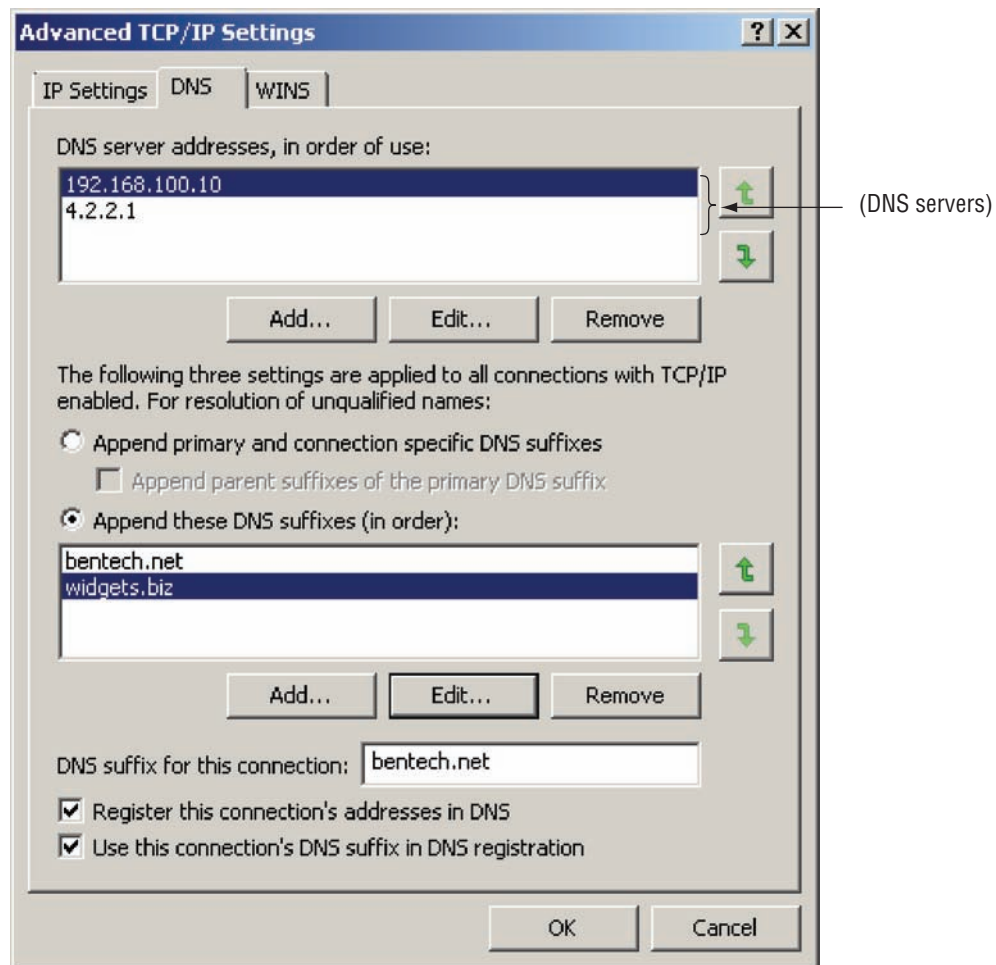 Advanced TCP/IP Settings
IP Settings
DNS
WINS
DNS server addresses, in order of use:
192.168.100.10
4.2.2.1
(DNS servers)
Add...
Edit...
Remove
The following three settings are applied to all connections with TCP/IP
enabled. For resolution of unqualified names:
Append primary and connection specific DNS suffixes
Append parent suffixes of the primary DNS suffix
Append these DNS suffixes (in order):
bentech.net
widgets.biz
Add...
Edit...
Remove
DNS suffix for this connection:
bentech.net
Register this connection's addresses in DNS
Use this connection's DNS suffix in DNS registration
OK
Cancel